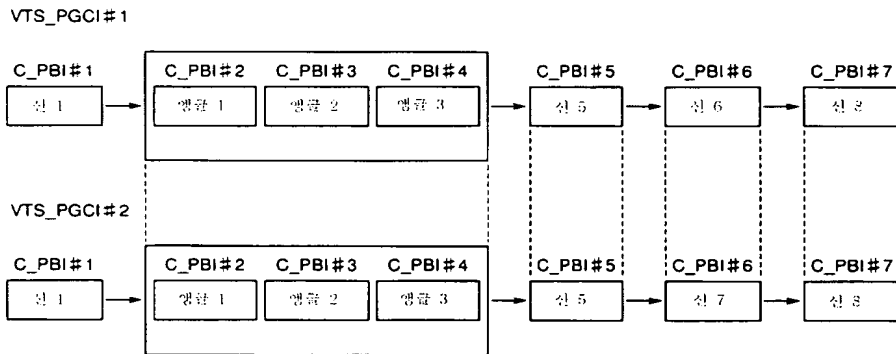 VTS_PGCI#1
C_PBI#1 C_PBI#2 C_PBI#3 C_PBI#4 C_PBI#5 C_PBI#6 C_PBI#7
신 1 앵글 1 앵글 2 앵글 3 신 5 신 6 신 8
VTS_PGCI#2
C_PBI#1 C_PBI#2 C_PBI#3 C_PBI#4 C_PBI#5 C_PBI#6 C_PBI#7
신 1 앵글 1 앵글 2 앵글 3 신 5 신 7 신 8